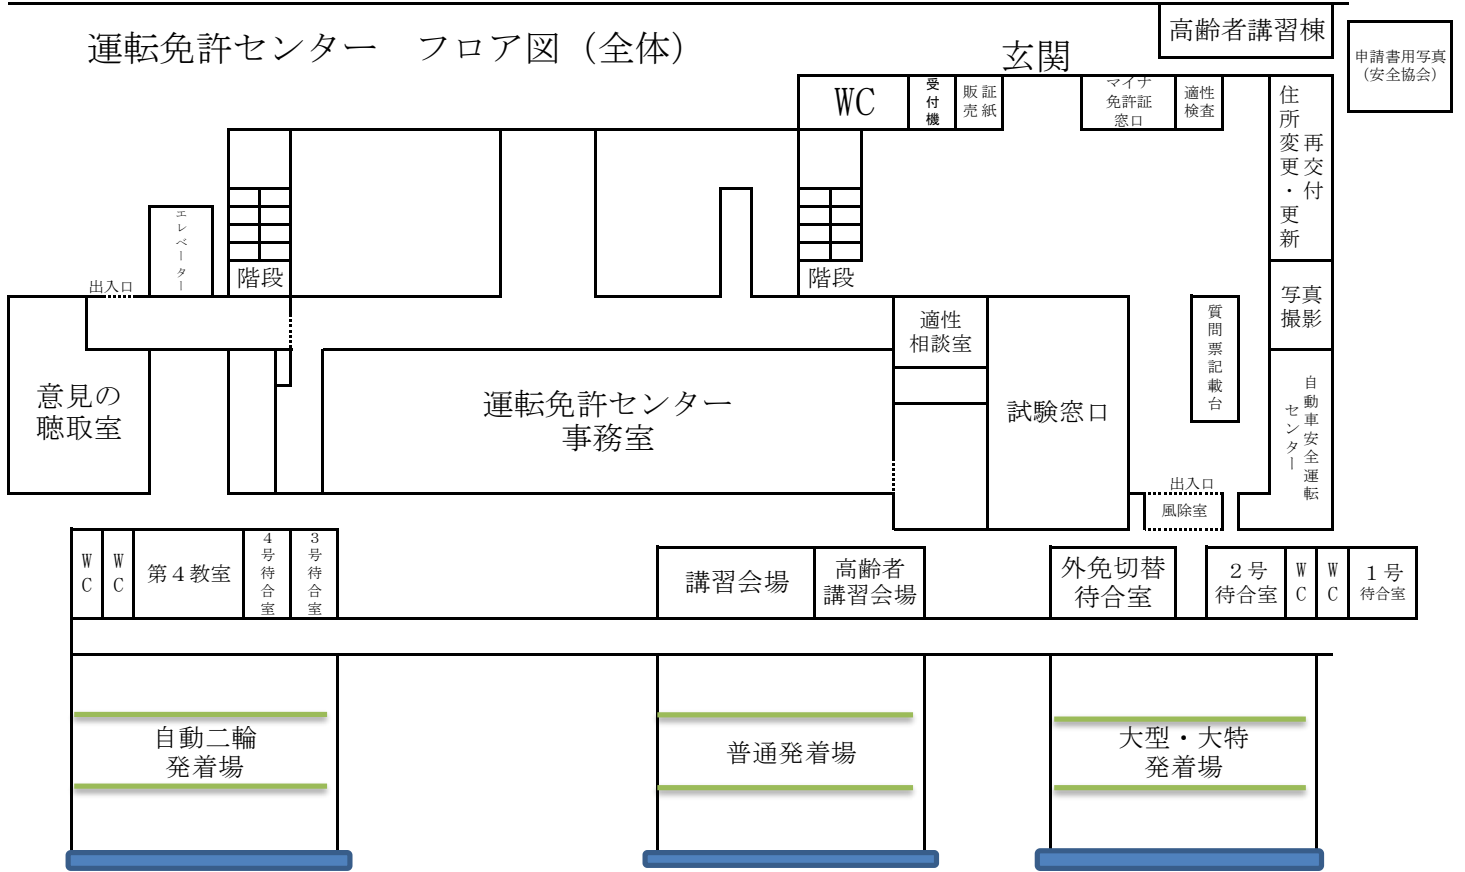 運転免許センター　フロア図（全体）
玄関
高齢者講習棟
申請書用写真
（安全協会）
WC
受付機
販売
証紙
マイナ
免許証
窓口
適性
検査
住所変更・更新
再交付
エレベーター
出入口
階段
階段
写真
撮影
質問票記載台
適性
相談室
意見の
聴取室
運転免許センター
事務室
試験窓口
自動車安全運転
センター
出入口
風除室
WC
WC
第４教室
４号待合室
３号待合室
講習会場
高齢者
講習会場
外免切替
待合室
２号
待合室
WC
WC
１号
待合室
自動二輪
発着場
普通発着場
大型・大特
発着場